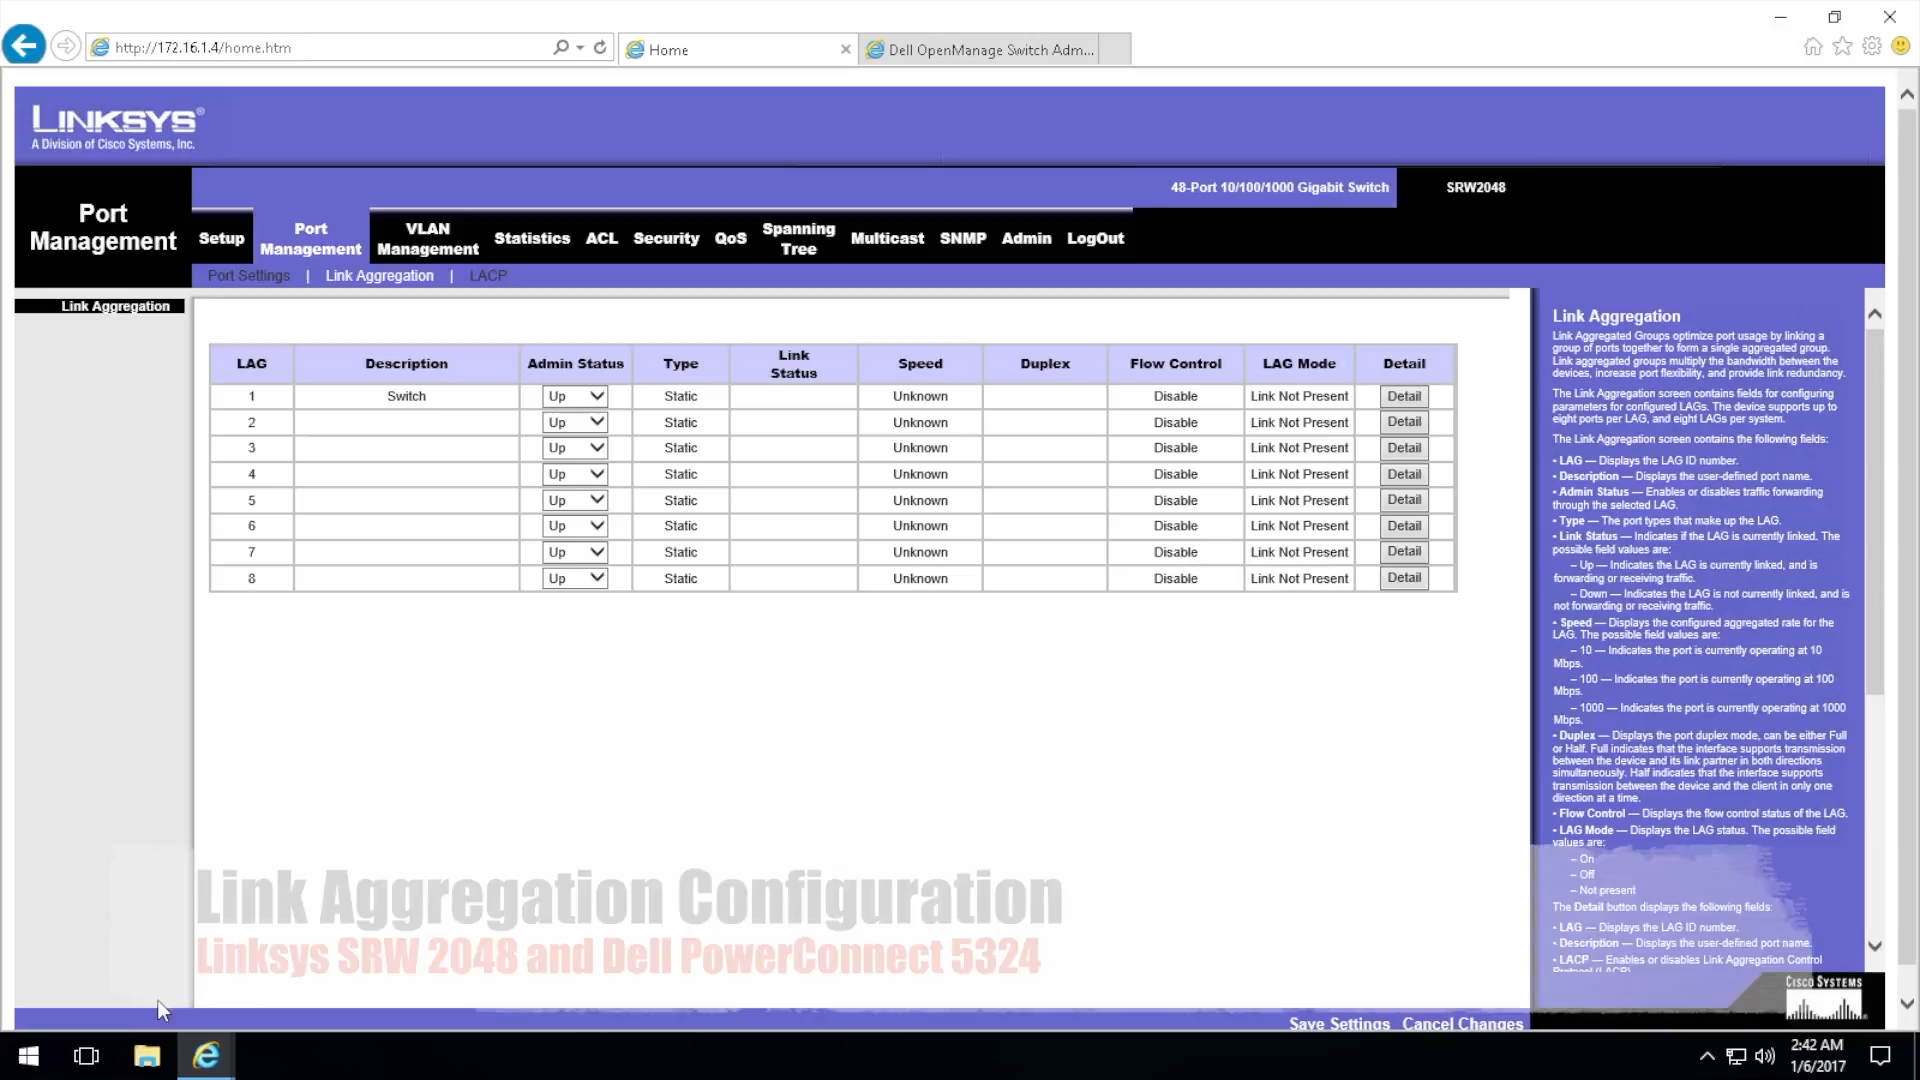 http://172.16.1.4/home.htm
Home
Dell OpenManage Switch Adm...
LINKSYS®
A Division of Cisco Systems, Inc.
48-Port 10/100/1000 Gigabit Switch SRW2048
Port Management
Setup Port Management VLAN Management Statistics ACL Security QoS Spanning Tree Multicast SNMP Admin LogOut
Port Settings | Link Aggregation | LACP
Link Aggregation
LAG Description Admin Status Type Link Status Speed Duplex Flow Control LAG Mode Detail
1 Switch Up Static Unknown Disable Link Not Present Detail
2 Up Static Unknown Disable Link Not Present Detail
3 Up Static Unknown Disable Link Not Present Detail
4 Up Static Unknown Disable Link Not Present Detail
5 Up Static Unknown Disable Link Not Present Detail
6 Up Static Unknown Disable Link Not Present Detail
7 Up Static Unknown Disable Link Not Present Detail
8 Up Static Unknown Disable Link Not Present Detail
Link Aggregation
Link Aggregated Groups optimize port usage by linking a
group of ports together to form a single aggregated group.
Link aggregated groups multiply the bandwidth between the
devices, increase port flexibility, and provide link redundancy.
The Link Aggregation screen contains fields for configuring
parameters for configured LAGs. The device supports up to
eight ports per LAG, and eight LAGs per system.
The Link Aggregation screen contains the following fields:
• LAG — Displays the LAG ID number.
• Description — Displays the user-defined port name.
• Admin Status — Enables or disables traffic forwarding
through the selected LAG.
• Type — The port types that make up the LAG.
• Link Status — Indicates if the LAG is currently linked. The
possible field values are:
– Up — Indicates the LAG is currently linked, and is
forwarding or receiving traffic.
– Down — Indicates the LAG is not currently linked, and is
not forwarding or receiving traffic.
• Speed — Displays the configured aggregated rate for the
LAG. The possible field values are:
– 10 — Indicates the port is currently operating at 10
Mbps.
– 100 — Indicates the port is currently operating at 100
Mbps.
– 1000 — Indicates the port is currently operating at 1000
Mbps.
• Duplex — Displays the port duplex mode, can be either Full
or Half. Full indicates that the interface supports transmission
between the device and its link partner in both directions
simultaneously. Half indicates that the interface supports
transmission between the device and the client in only one
direction at a time.
• Flow Control — Displays the flow control status of the LAG.
• LAG Mode — Displays the LAG status. The possible field
values are:
– On
– Off
– Not present
The Detail button displays the following fields:
• LAG — Displays the LAG ID number.
• Description — Displays the user-defined port name.
• LACP — Enables or disables Link Aggregation Control
Protocol (LACP)
Link Aggregation Configuration
Linksys SRW 2048 and Dell PowerConnect 5324
CISCO SYSTEMS
Save Settings Cancel Changes
2:42 AM
1/6/2017